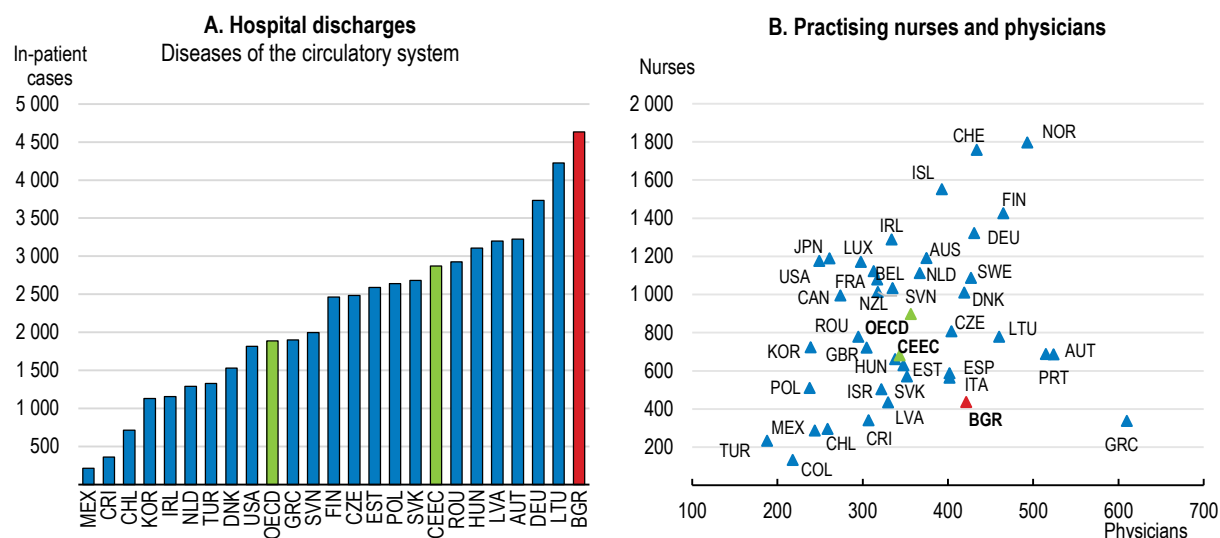 A. Hospital discharges
Diseases of the circulatory system
In-patient
cases
5 000
4 500
4 000
3 500
3 000
2 500
2 000
1 500
1 000
500
MEX
CRI
CHL
KOR
IRL
NLD
TUR
DNK
USA
OECD
GRC
SVN
FIN
CZE
EST
POL
SVK
CEEC
ROU
HUN
LVA
AUT
DEU
LTU
BGR
B. Practising nurses and physicians
Nurses
2 000
1 800
1 600
1 400
1 200
1 000
800
600
400
200
CHE
NOR
ISL
FIN
IRL
DEU
JPN
LUX
AUS
USA
FRA
BEL
NLD
SWE
CAN
NZL
SVN
DNK
ROU
OECD
CZE
LTU
KOR
GBR
CEEC
AUT
HUN
EST
ESP
PRT
POL
ISR
SVK
ITA
LVA
BGR
MEX
CHL
CRI
GRC
TUR
COL
100
200
300
400
500
600
700
Physicians